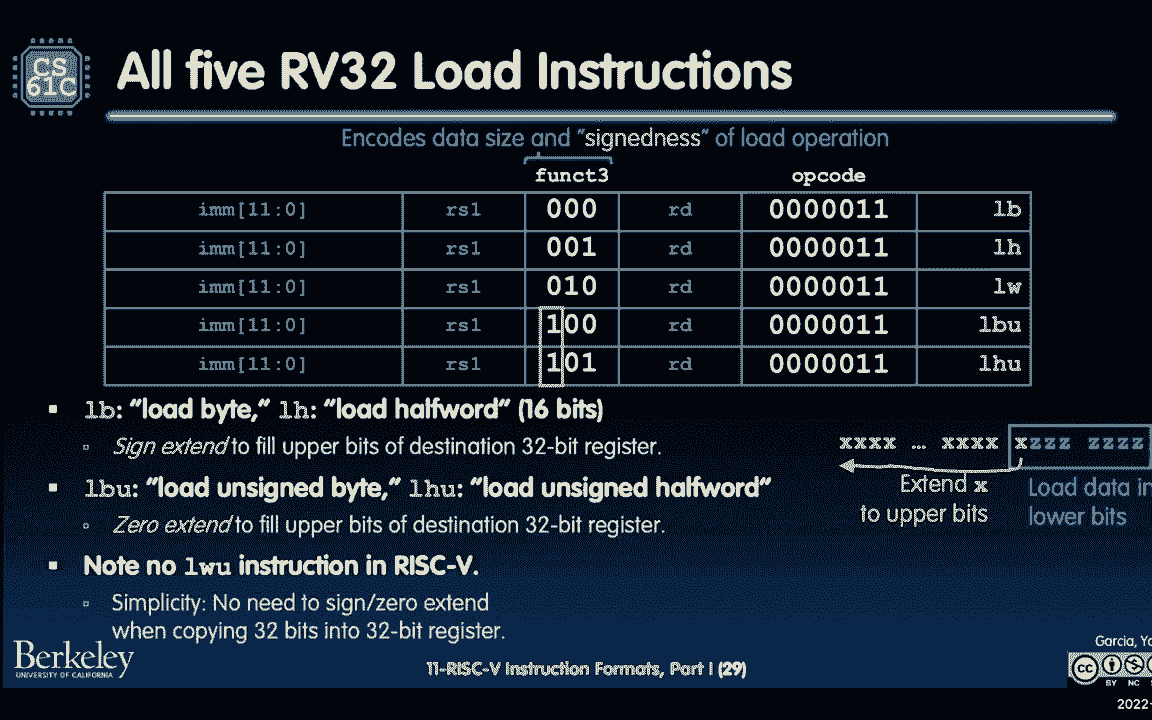 CS
61C
All five RV32 Load Instructions
Encodes data size and "signedness" of load operation
funct3 opcode
imm[11:0] rs1 000 rd 0000011 lb
imm[11:0] rs1 001 rd 0000011 lh
imm[11:0] rs1 010 rd 0000011 lw
imm[11:0] rs1 100 rd 0000011 lbu
imm[11:0] rs1 101 rd 0000011 lhu
▪ lb: "load byte," lh: "load halfword" (16 bits)
▫ Sign extend to fill upper bits of destination 32-bit register.
xxxx … xxxx xzzz zzzz
Extend x
to upper bits
Load data in
lower bits
▪ lbu: "load unsigned byte," lhu: "load unsigned halfword"
▫ Zero extend to fill upper bits of destination 32-bit register.
▪ Note no lwu instruction in RISC-V.
▫ Simplicity: No need to sign/zero extend
when copying 32 bits into 32-bit register.
Berkeley
UNIVERSITY OF CALIFORNIA
11-RISC-V Instruction Formats, Part I (29)
Garcia, Yo
CC
BY NC
2022-